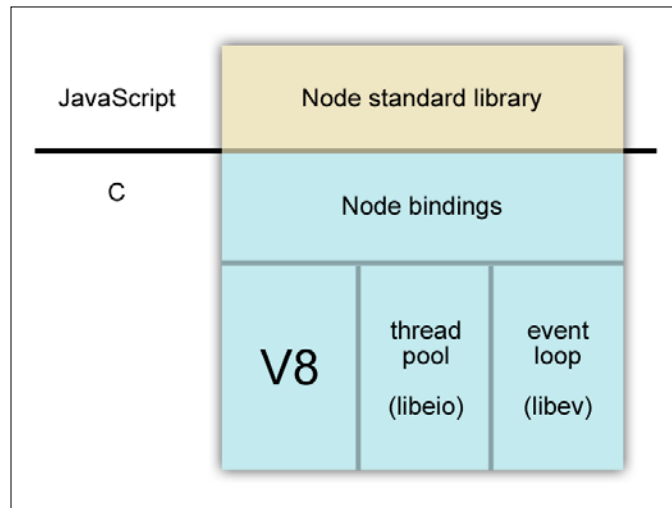 JavaScript
Node standard library
C
Node bindings
V8
thread
pool
(libeio)
event
loop
(libev)